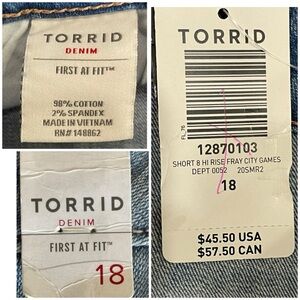 TORRID
DENIM
FIRST AT FIT™
98% COTTON
2% SPANDEX
MADE IN VIETNAM
RN# 148862
TORRID
DENIM
FIRST AT FIT™
18
TORRID
12870103
SHORT 8 HI RISE FRAY CITY GAMES
DEPT 0052 20SMR2
18
$45.50 USA
$57.50 CAN